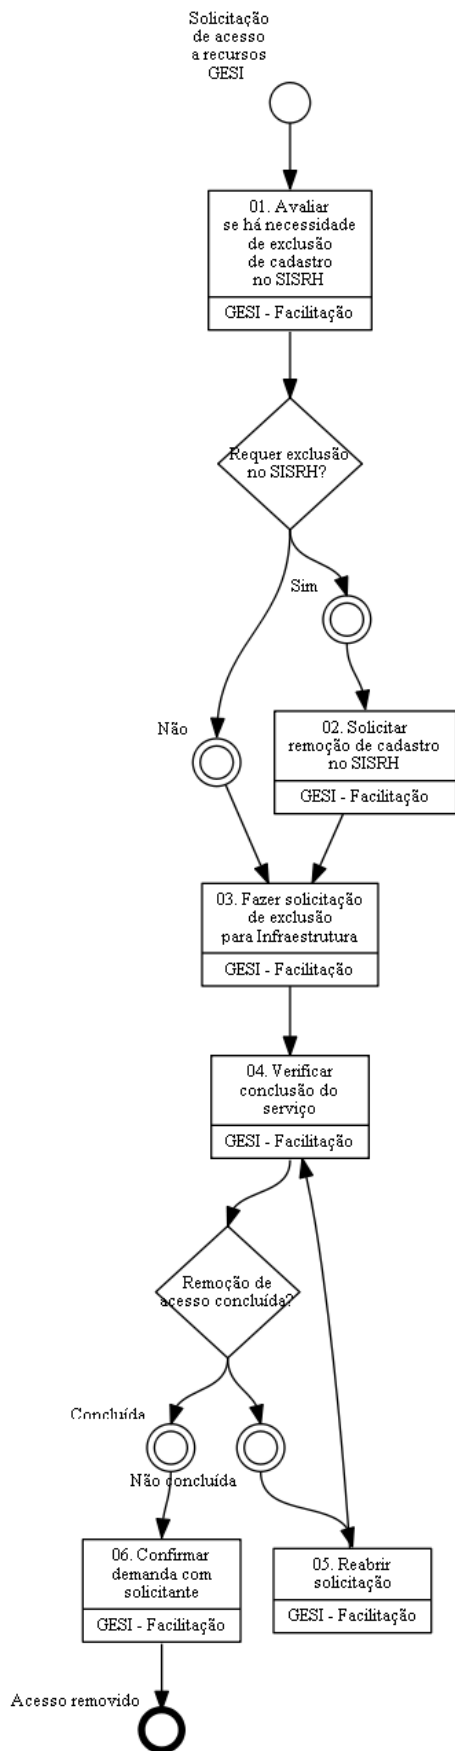 Solicitação
de acesso
a recursos
GESI
01. Avaliar
se há necessidade
de exclusão
de cadastro
no SISRH
GESI - Facilitação
Requer exclusão
no SISRH?
Sim
Não
02. Solicitar
remoção de cadastro
no SISRH
GESI - Facilitação
03. Fazer solicitação
de exclusão
para Infraestrutura
GESI - Facilitação
04. Verificar
conclusão do
serviço
GESI - Facilitação
Remoção de
acesso concluída?
Concluída
Não concluída
06. Confirmar
demanda com
solicitante
GESI - Facilitação
05. Reabrir
solicitação
GESI - Facilitação
Acesso removido